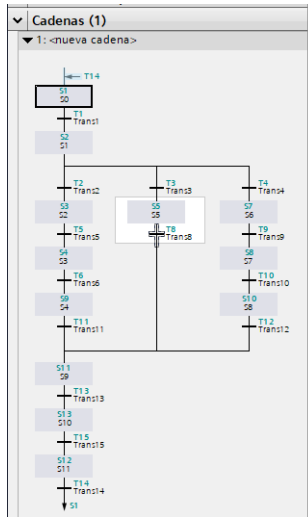 Cadenas (1)
1: <nueva cadena>
T14
S1
S0
T1
Trans1
S2
S1
T2
Trans2
T3
Trans3
T4
Trans4
S3
S2
S5
S5
S7
S6
T5
Trans5
T8
Trans8
T9
Trans9
S4
S3
S8
S7
T6
Trans6
T10
Trans10
S9
S4
S10
S8
T11
Trans11
T12
Trans12
S11
S9
T13
Trans13
S13
S10
T15
Trans15
S12
S11
T14
Trans14
S1